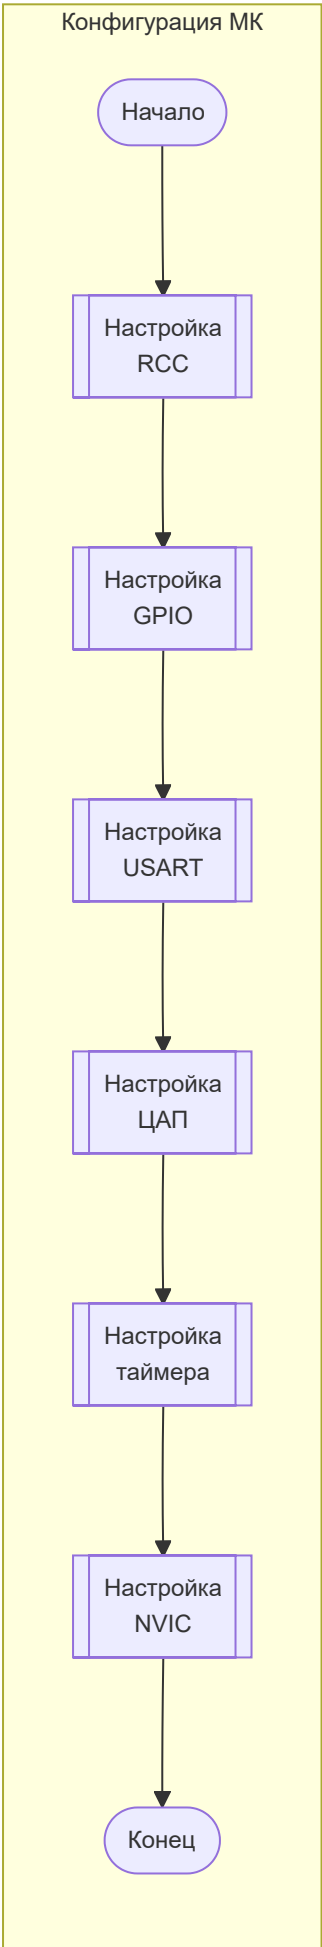 Конфигурация МК
Начало
Настройка
RCC
Настройка
GPIO
Настройка
USART
Настройка
ЦАП
Настройка
таймера
Настройка
NVIC
Конец